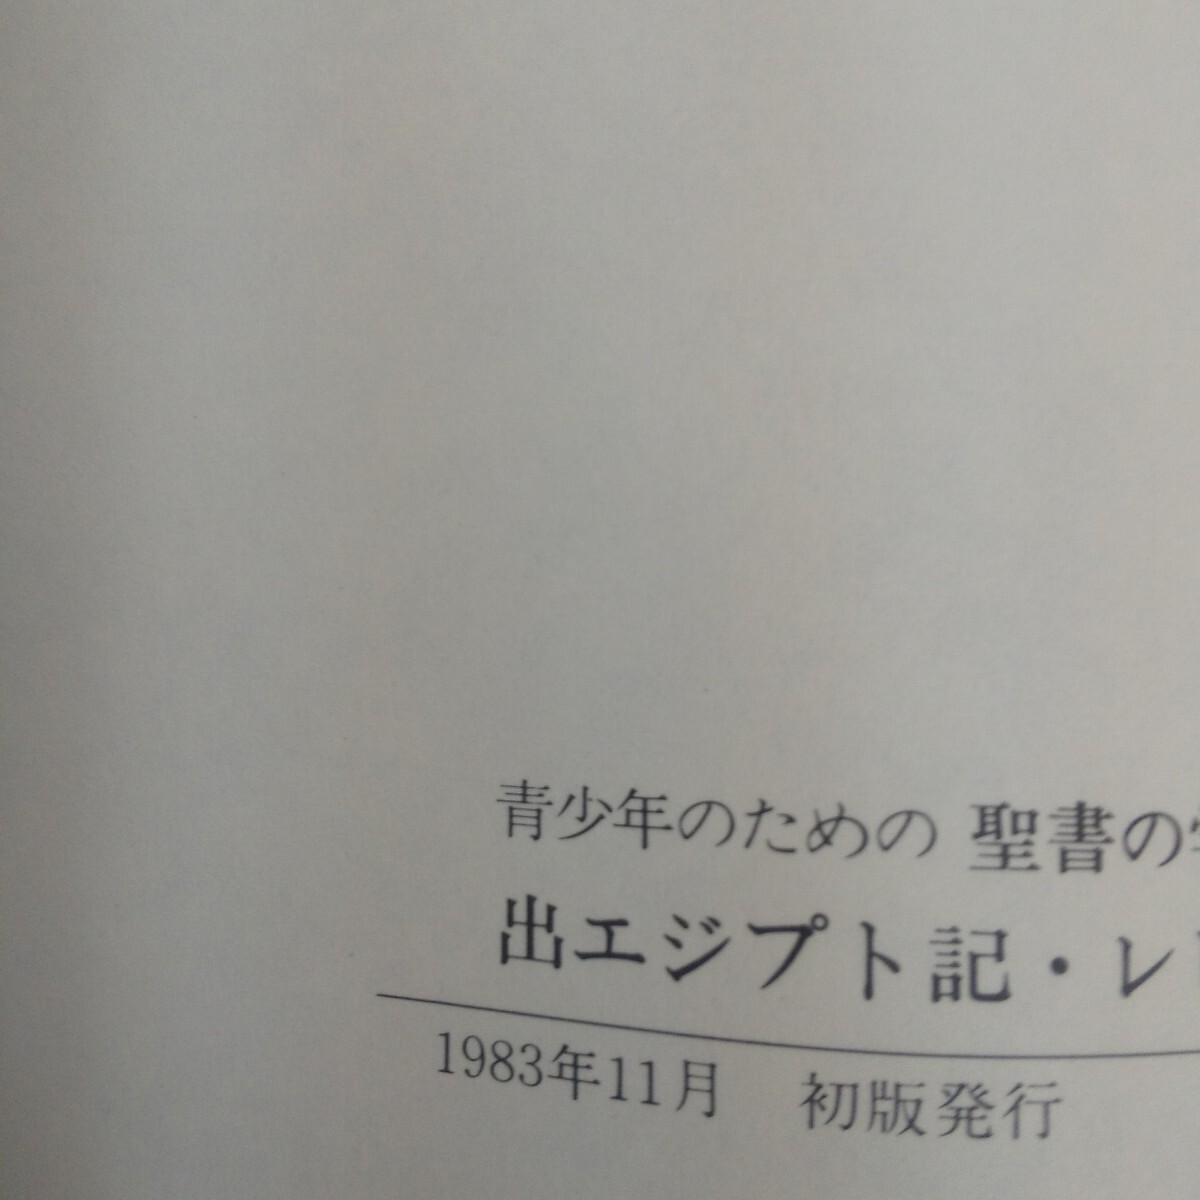 青少年のための 聖書の
出エジプト記・レ
1983年11月 初版発行